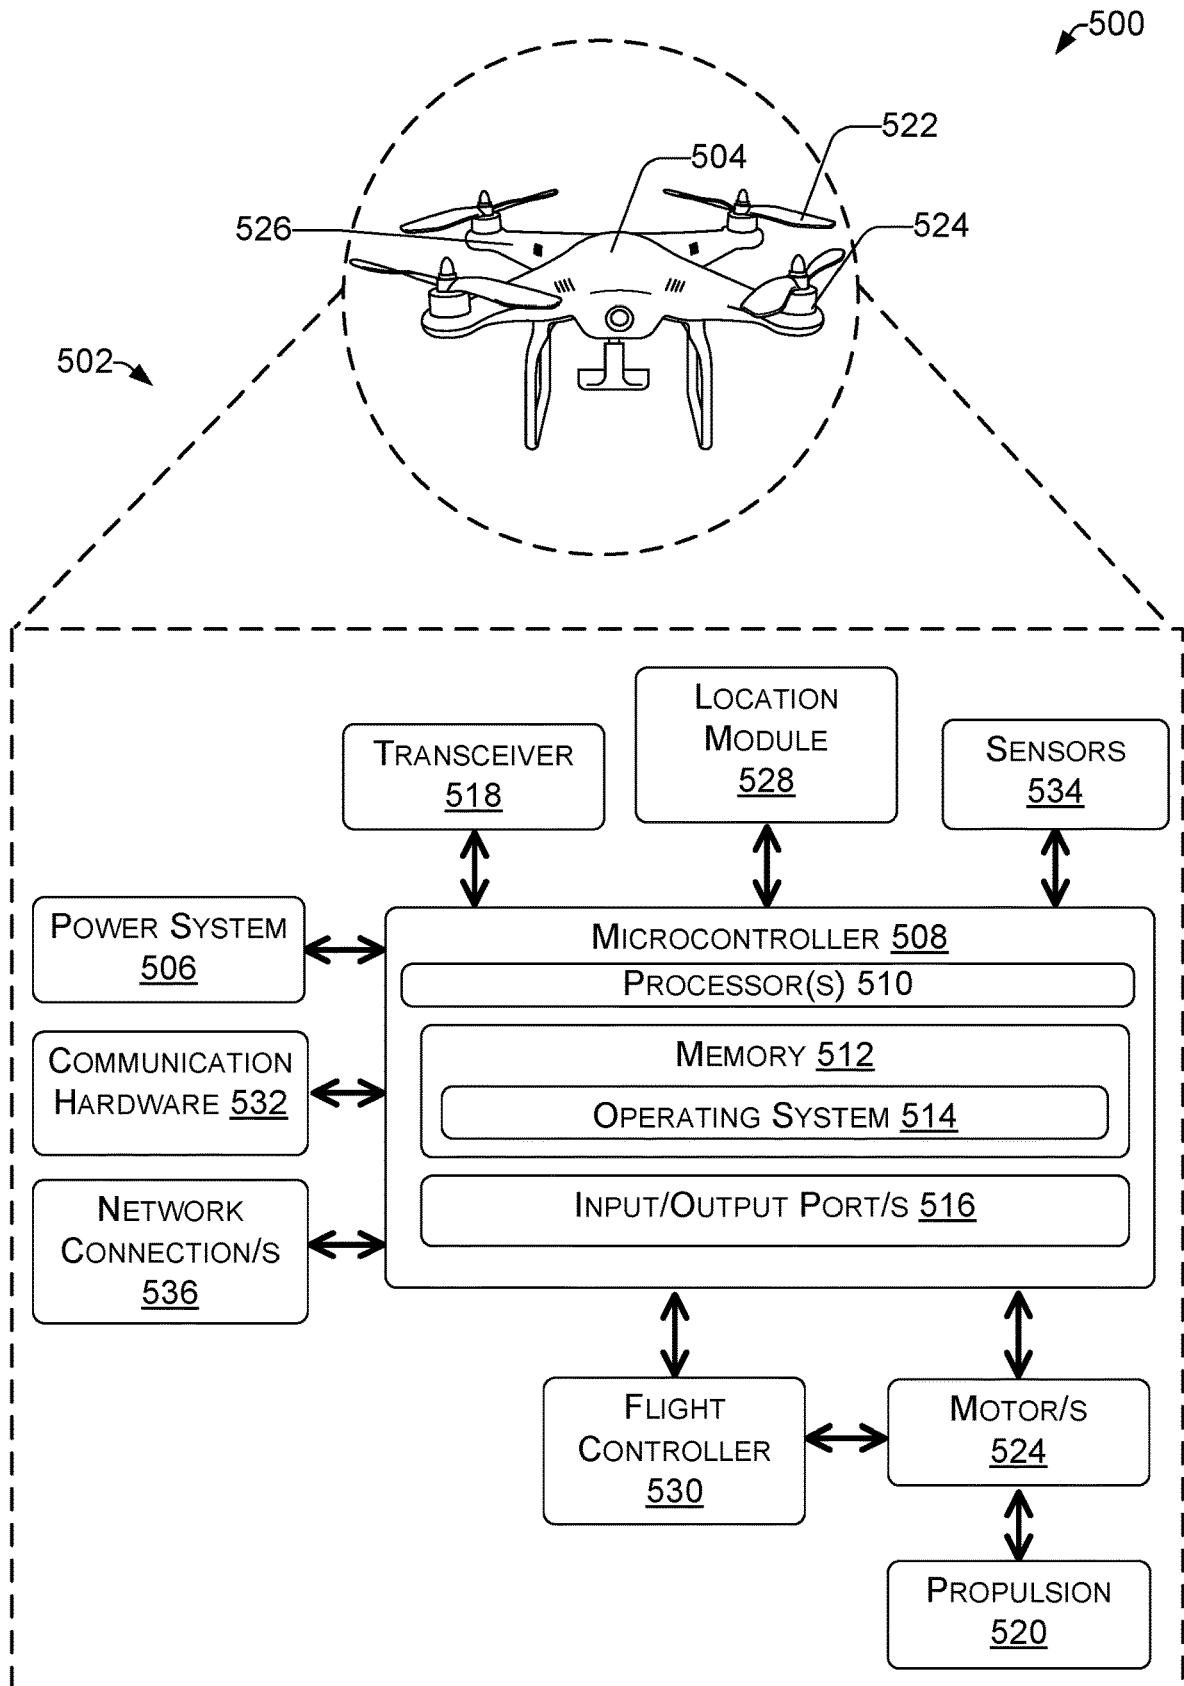 500
522
504
526
524
502
LOCATION
MODULE
528
TRANSCEIVER
518
SENSORS
534
POWER SYSTEM
506
MICROCONTROLLER 508
PROCESSOR(S) 510
COMMUNICATION
HARDWARE 532
MEMORY 512
OPERATING SYSTEM 514
NETWORK
CONNECTION/S
536
INPUT/OUTPUT PORT/S 516
FLIGHT
CONTROLLER
530
MOTOR/S
524
PROPULSION
520